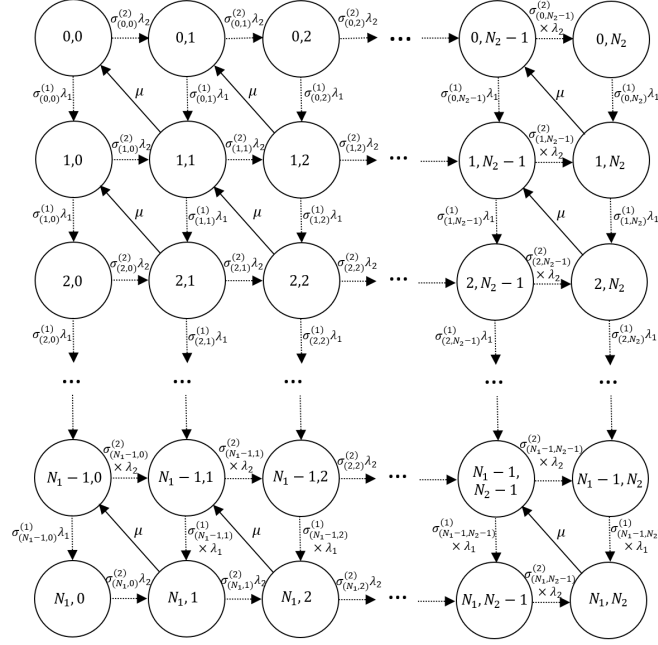 0,0 σ_{(0,0)}^{(2)}λ_2 0,1 σ_{(0,1)}^{(2)}λ_2 0,2 σ_{(0,2)}^{(2)}λ_2 ... 0, N_2−1 σ_{(0,N_2−1)}^{(2)} × λ_2 0, N_2
σ_{(0,0)}^{(1)}λ_1 μ σ_{(0,1)}^{(1)}λ_1 μ σ_{(0,2)}^{(1)}λ_1 σ_{(0,N_2−1)}^{(1)}λ_1 μ σ_{(0,N_2)}^{(1)}λ_1
1,0 σ_{(1,0)}^{(2)}λ_2 1,1 σ_{(1,1)}^{(2)}λ_2 1,2 σ_{(1,2)}^{(2)}λ_2 ... 1, N_2−1 σ_{(1,N_2−1)}^{(2)} × λ_2 1, N_2
σ_{(1,0)}^{(1)}λ_1 μ σ_{(1,1)}^{(1)}λ_1 μ σ_{(1,2)}^{(1)}λ_1 σ_{(1,N_2−1)}^{(1)}λ_1 μ σ_{(1,N_2)}^{(1)}λ_1
2,0 σ_{(2,0)}^{(2)}λ_2 2,1 σ_{(2,1)}^{(2)}λ_2 2,2 σ_{(2,2)}^{(2)}λ_2 ... 2, N_2−1 σ_{(2,N_2−1)}^{(2)} × λ_2 2, N_2
σ_{(2,0)}^{(1)}λ_1 σ_{(2,1)}^{(1)}λ_1 σ_{(2,2)}^{(1)}λ_1 σ_{(2,N_2−1)}^{(1)}λ_1 σ_{(2,N_2)}^{(1)}λ_1
... ... ... ... ...
N_1−1,0 σ_{(N_1−1,0)}^{(2)} × λ_2 N_1−1,1 σ_{(N_1−1,1)}^{(2)} × λ_2 N_1−1,2 σ_{(2,2)}^{(2)}λ_2 ... N_1−1, N_2−1 σ_{(N_1−1,N_2−1)}^{(2)} × λ_2 N_1−1, N_2
σ_{(N_1−1,0)}^{(1)}λ_1 μ σ_{(N_1−1,1)}^{(1)} × λ_1 μ σ_{(N_1−1,2)}^{(1)} × λ_1 σ_{(N_1−1,N_2−1)}^{(1)} × λ_1 μ σ_{(N_1−1,N_2}^{(1)} × λ_1
N_1,0 σ_{(N_1,0)}^{(2)}λ_2 N_1,1 σ_{(N_1,1)}^{(2)}λ_2 N_1,2 σ_{(N_1,2)}^{(2)}λ_2 ... N_1, N_2−1 σ_{(N_1,N_2−1)}^{(2)} × λ_2 N_1, N_2